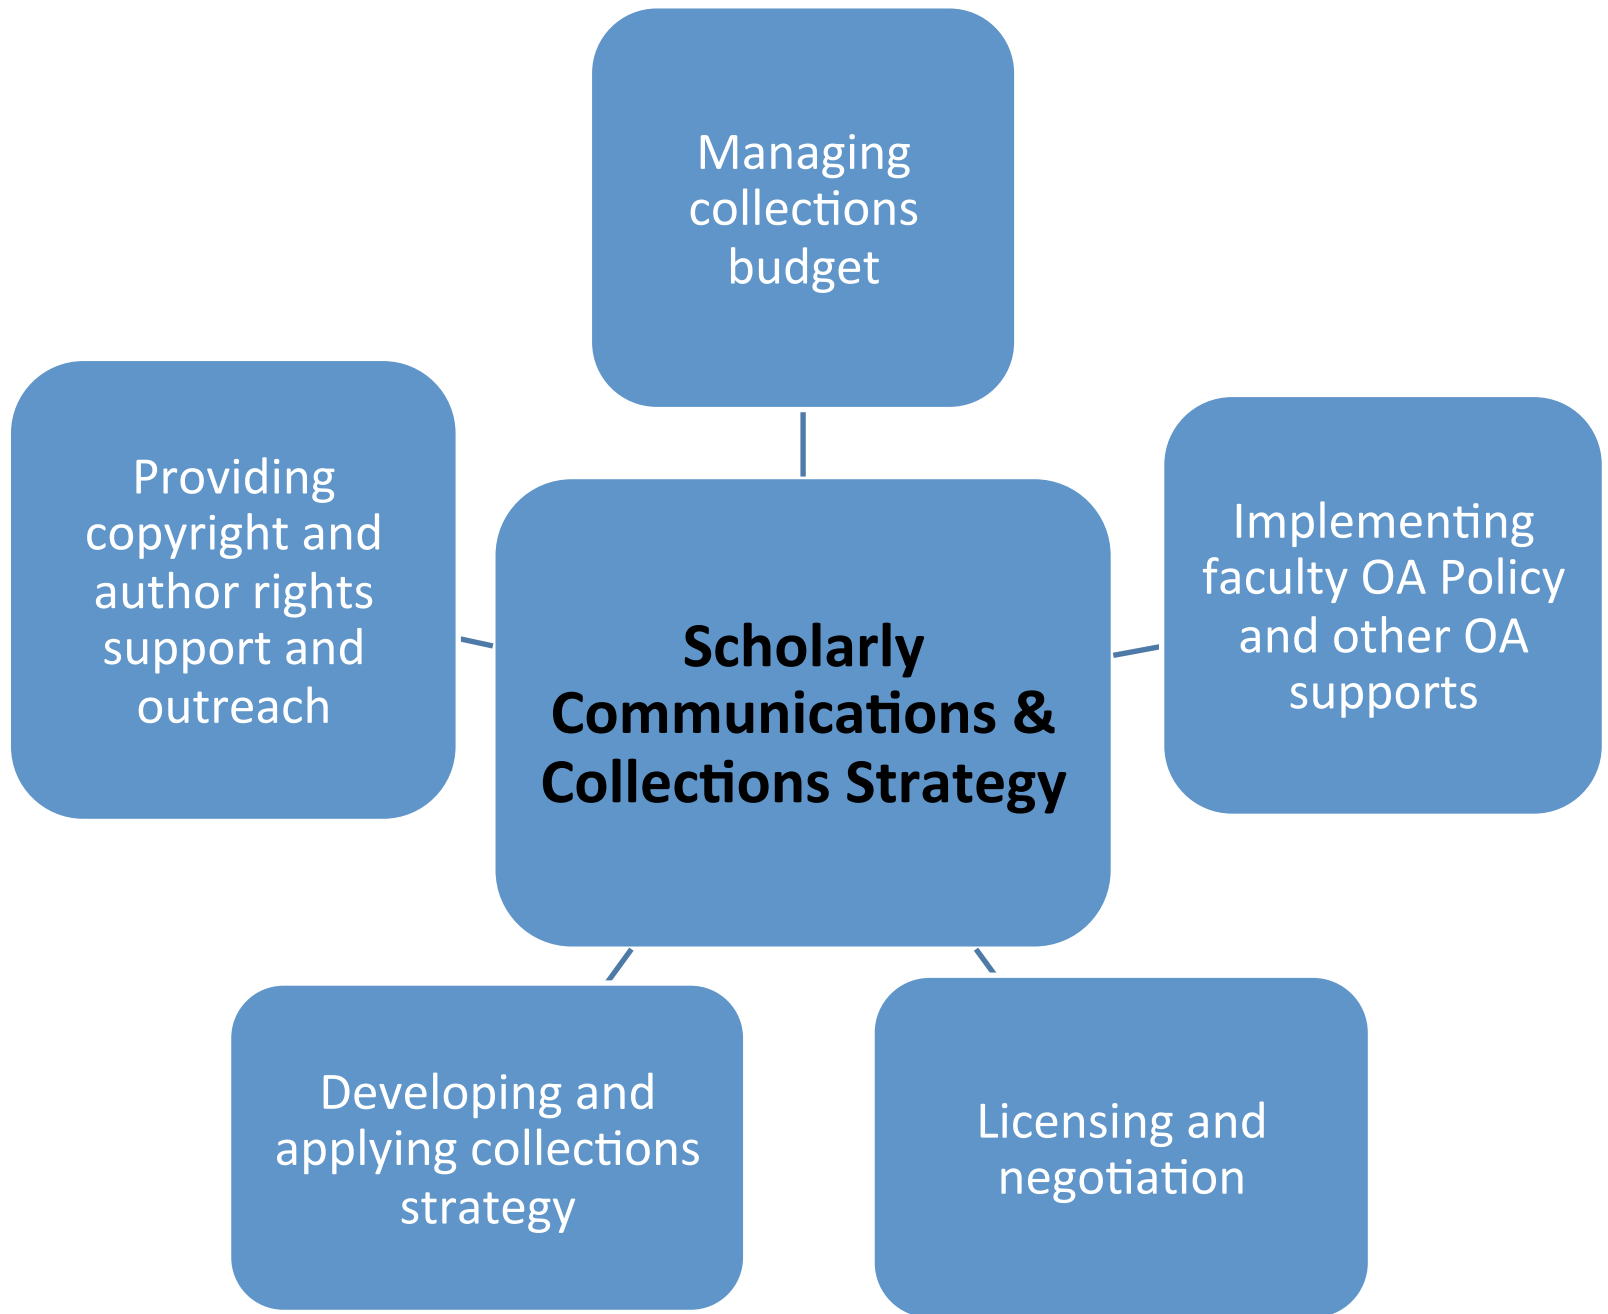 Managing
collections
budget
Providing
copyright and
author rights
support and
outreach
Scholarly
Communications &
Collections Strategy
Implementing
faculty OA Policy
and other OA
supports
Developing and
applying collections
strategy
Licensing and
negotiation